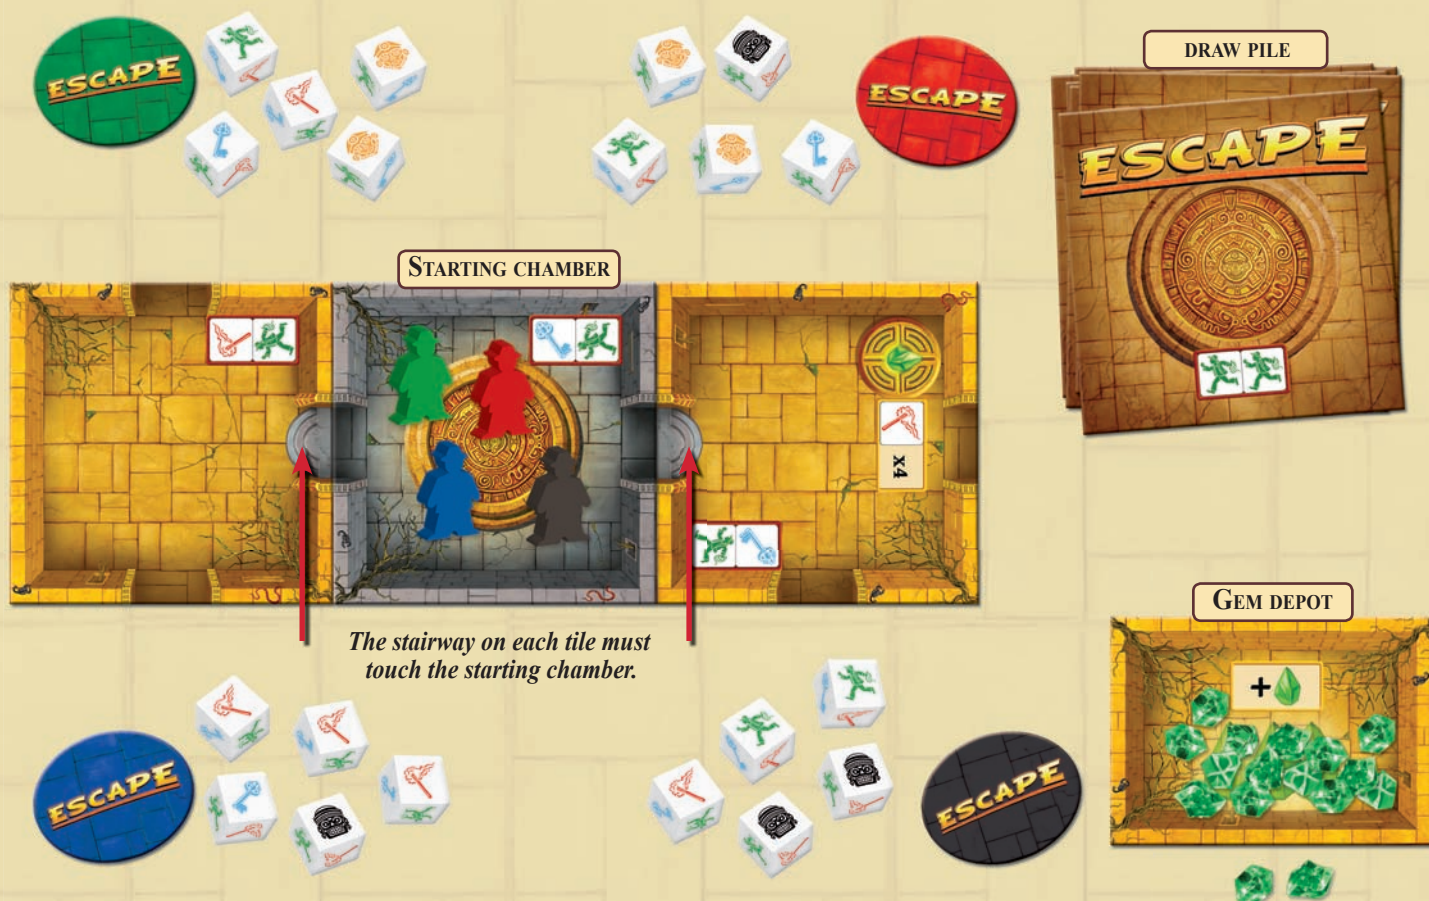 ESCAPE
ESCAPE
DRAW PILE
ESCAPE
STARTING CHAMBER
x4
The stairway on each tile must
touch the starting chamber.
GEM DEPOT
+
ESCAPE
ESCAPE